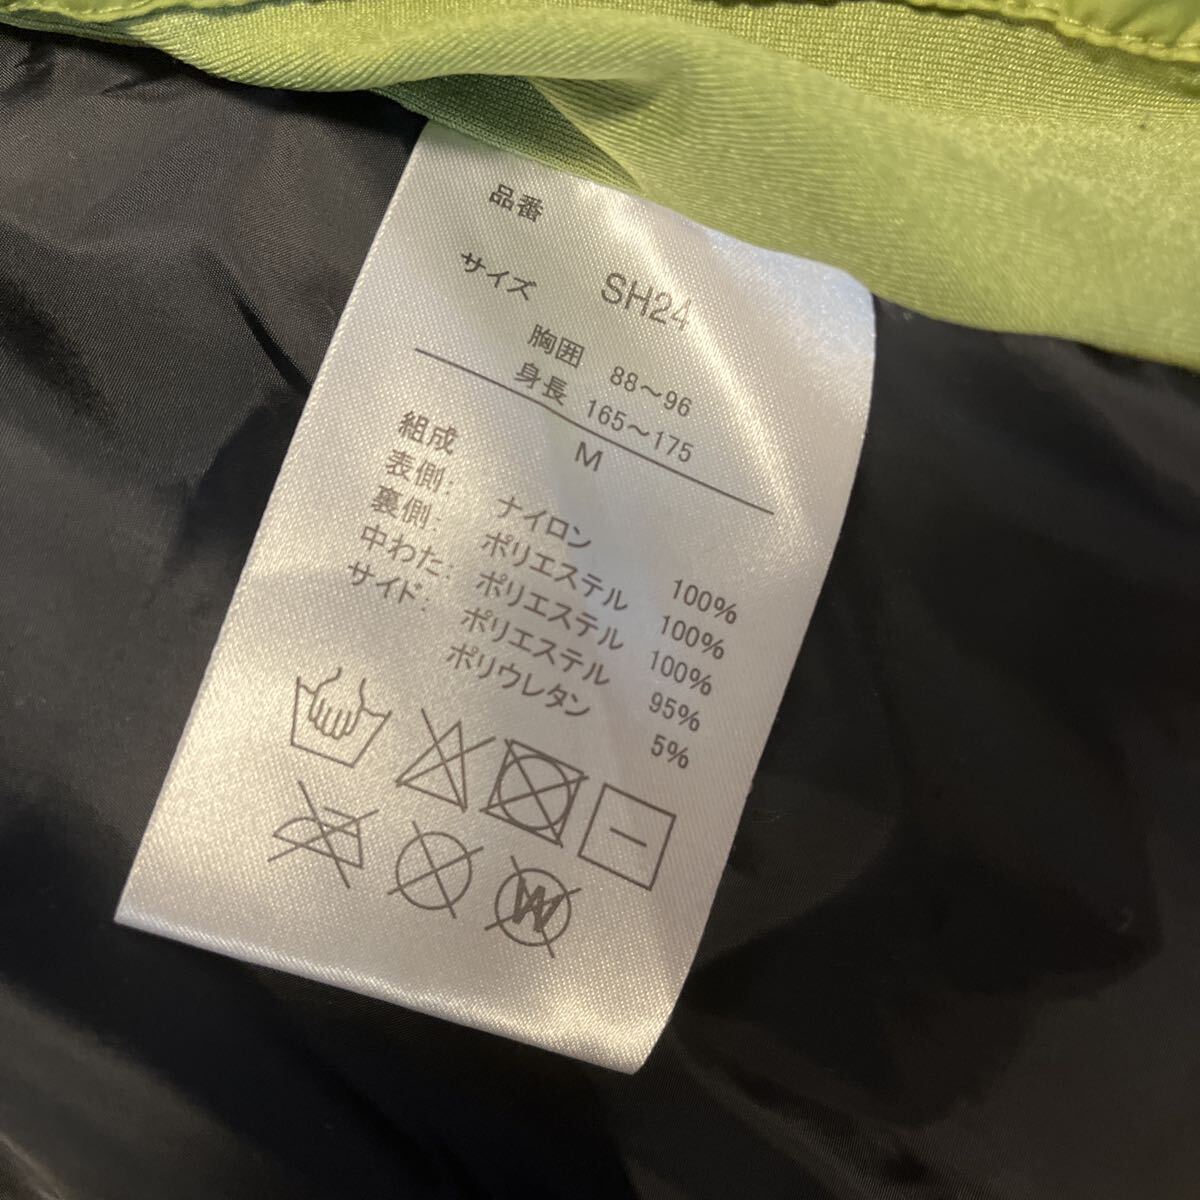 品番 SH24
サイズ
胸囲 88～96
身長 165～175
M
組成
表側: ナイロン 100%
裏側: ポリエステル 100%
中わた: ポリエステル 100%
サイド: ポリエステル 95%
ポリウレタン 5%
W